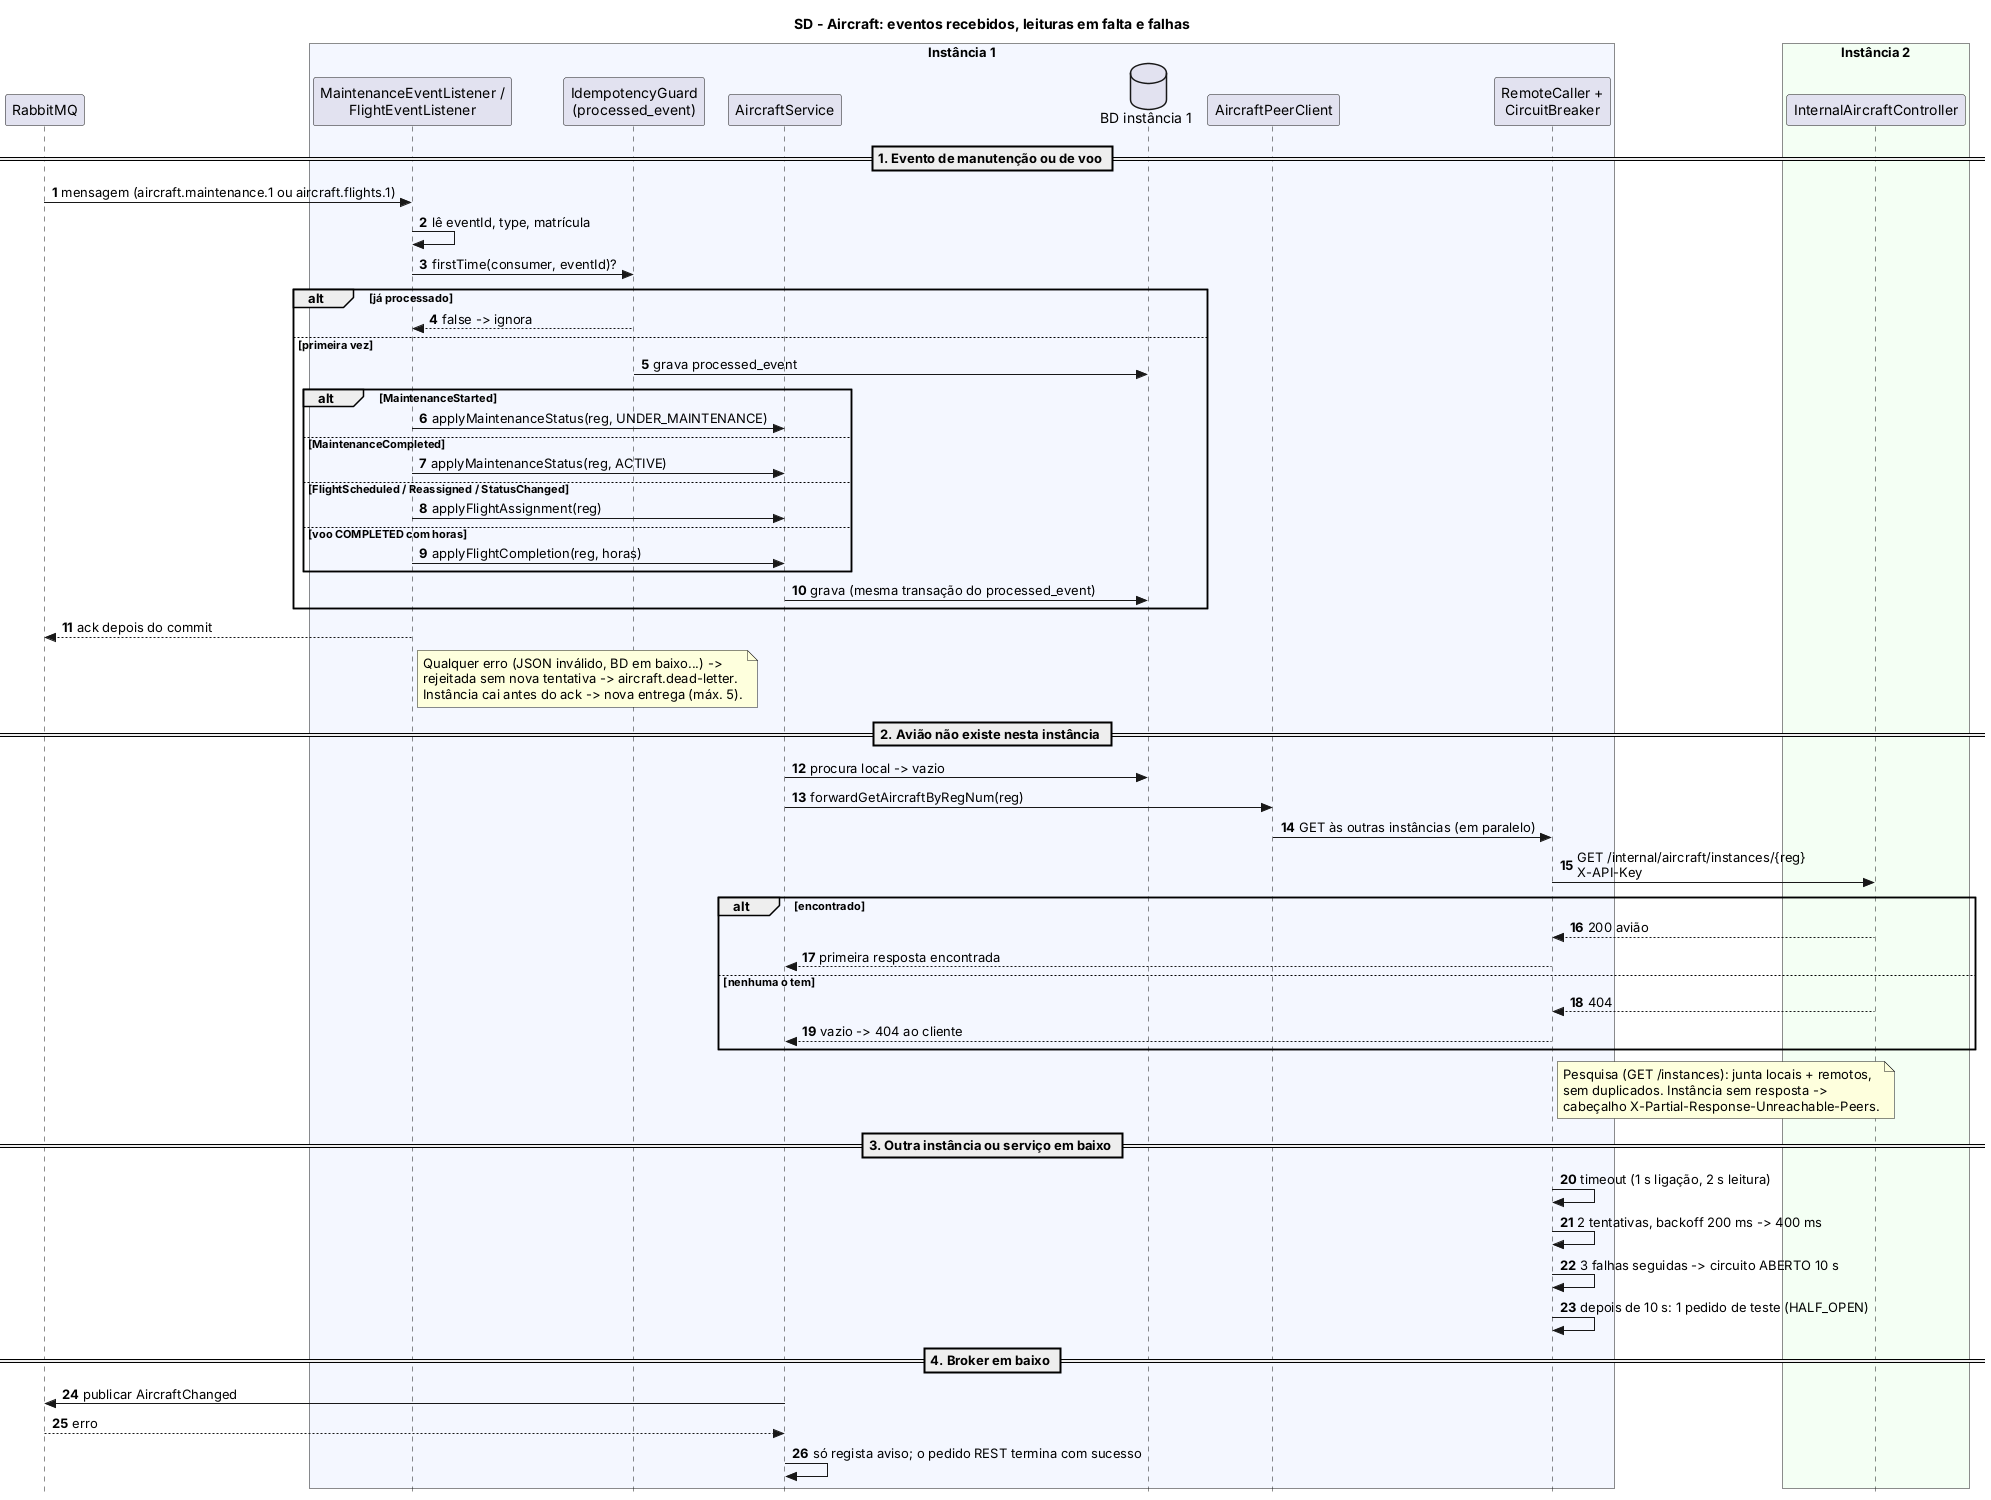 SD - Aircraft: eventos recebidos, leituras em falta e falhas
Instância 1
Instância 2
RabbitMQ
MaintenanceEventListener /
FlightEventListener
IdempotencyGuard
(processed_event)
AircraftService
BD instância 1
AircraftPeerClient
RemoteCaller +
CircuitBreaker
InternalAircraftController
1. Evento de manutenção ou de voo
1 mensagem (aircraft.maintenance.1 ou aircraft.flights.1)
2 lê eventId, type, matrícula
3 firstTime(consumer, eventId)?
alt [já processado]
4 false -> ignora
[primeira vez]
5 grava processed_event
alt [MaintenanceStarted]
6 applyMaintenanceStatus(reg, UNDER_MAINTENANCE)
[MaintenanceCompleted]
7 applyMaintenanceStatus(reg, ACTIVE)
[FlightScheduled / Reassigned / StatusChanged]
8 applyFlightAssignment(reg)
[voo COMPLETED com horas]
9 applyFlightCompletion(reg, horas)
10 grava (mesma transação do processed_event)
11 ack depois do commit
Qualquer erro (JSON inválido, BD em baixo...) ->
rejeitada sem nova tentativa -> aircraft.dead-letter.
Instância cai antes do ack -> nova entrega (máx. 5).
2. Avião não existe nesta instância
12 procura local -> vazio
13 forwardGetAircraftByRegNum(reg)
14 GET às outras instâncias (em paralelo)
15 GET /internal/aircraft/instances/{reg}
X-API-Key
alt [encontrado]
16 200 avião
17 primeira resposta encontrada
[nenhuma o tem]
18 404
19 vazio -> 404 ao cliente
Pesquisa (GET /instances): junta locais + remotos,
sem duplicados. Instância sem resposta ->
cabeçalho X-Partial-Response-Unreachable-Peers.
3. Outra instância ou serviço em baixo
20 timeout (1 s ligação, 2 s leitura)
21 2 tentativas, backoff 200 ms -> 400 ms
22 3 falhas seguidas -> circuito ABERTO 10 s
23 depois de 10 s: 1 pedido de teste (HALF_OPEN)
4. Broker em baixo
24 publicar AircraftChanged
25 erro
26 só regista aviso; o pedido REST termina com sucesso